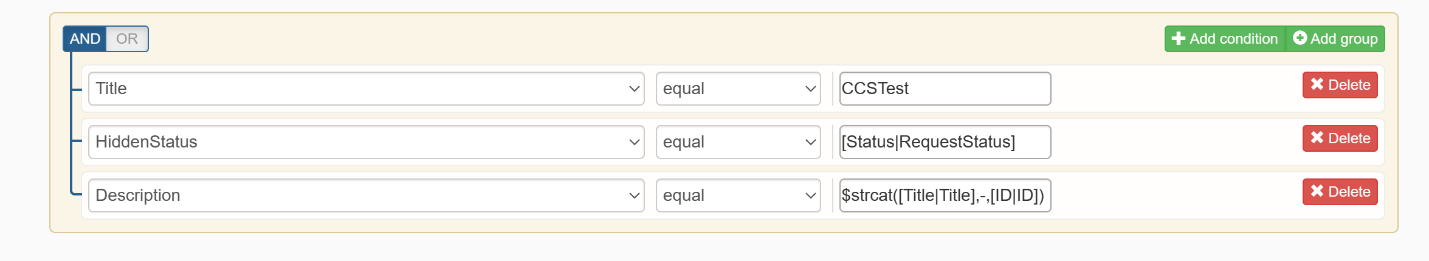 AND OR Add condition Add group
Title equal CCSTest Delete
HiddenStatus equal [Status|RequestStatus] Delete
Description equal $strcat([Title|Title],-,[ID|ID]) Delete